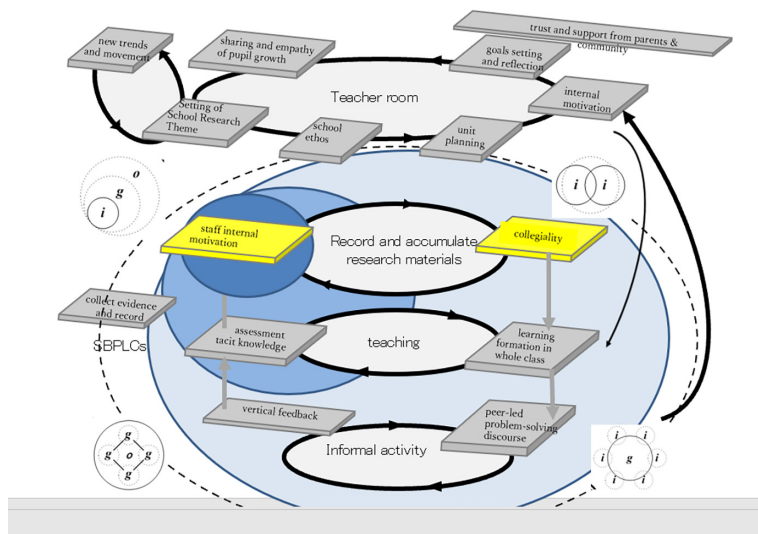 new trends
and movement
sharing and empathy
of pupil growth
trust and support from parents &
community
goals setting
and reflection
internal
motivation
Teacher room
Setting of
School Research
Theme
school
ethos
unit
planning
o
g
i
i
i
staff internal
motivation
Record and accumulate
research materials
collegiality
collect evidence
and record
SBPLCs
assessment
tacit knowledge
teaching
learning
formation in
whole class
vertical feedback
peer-led
problem-solving
discourse
Informal activity
g
g
o
g
g
i
i
i
g
i
i
i